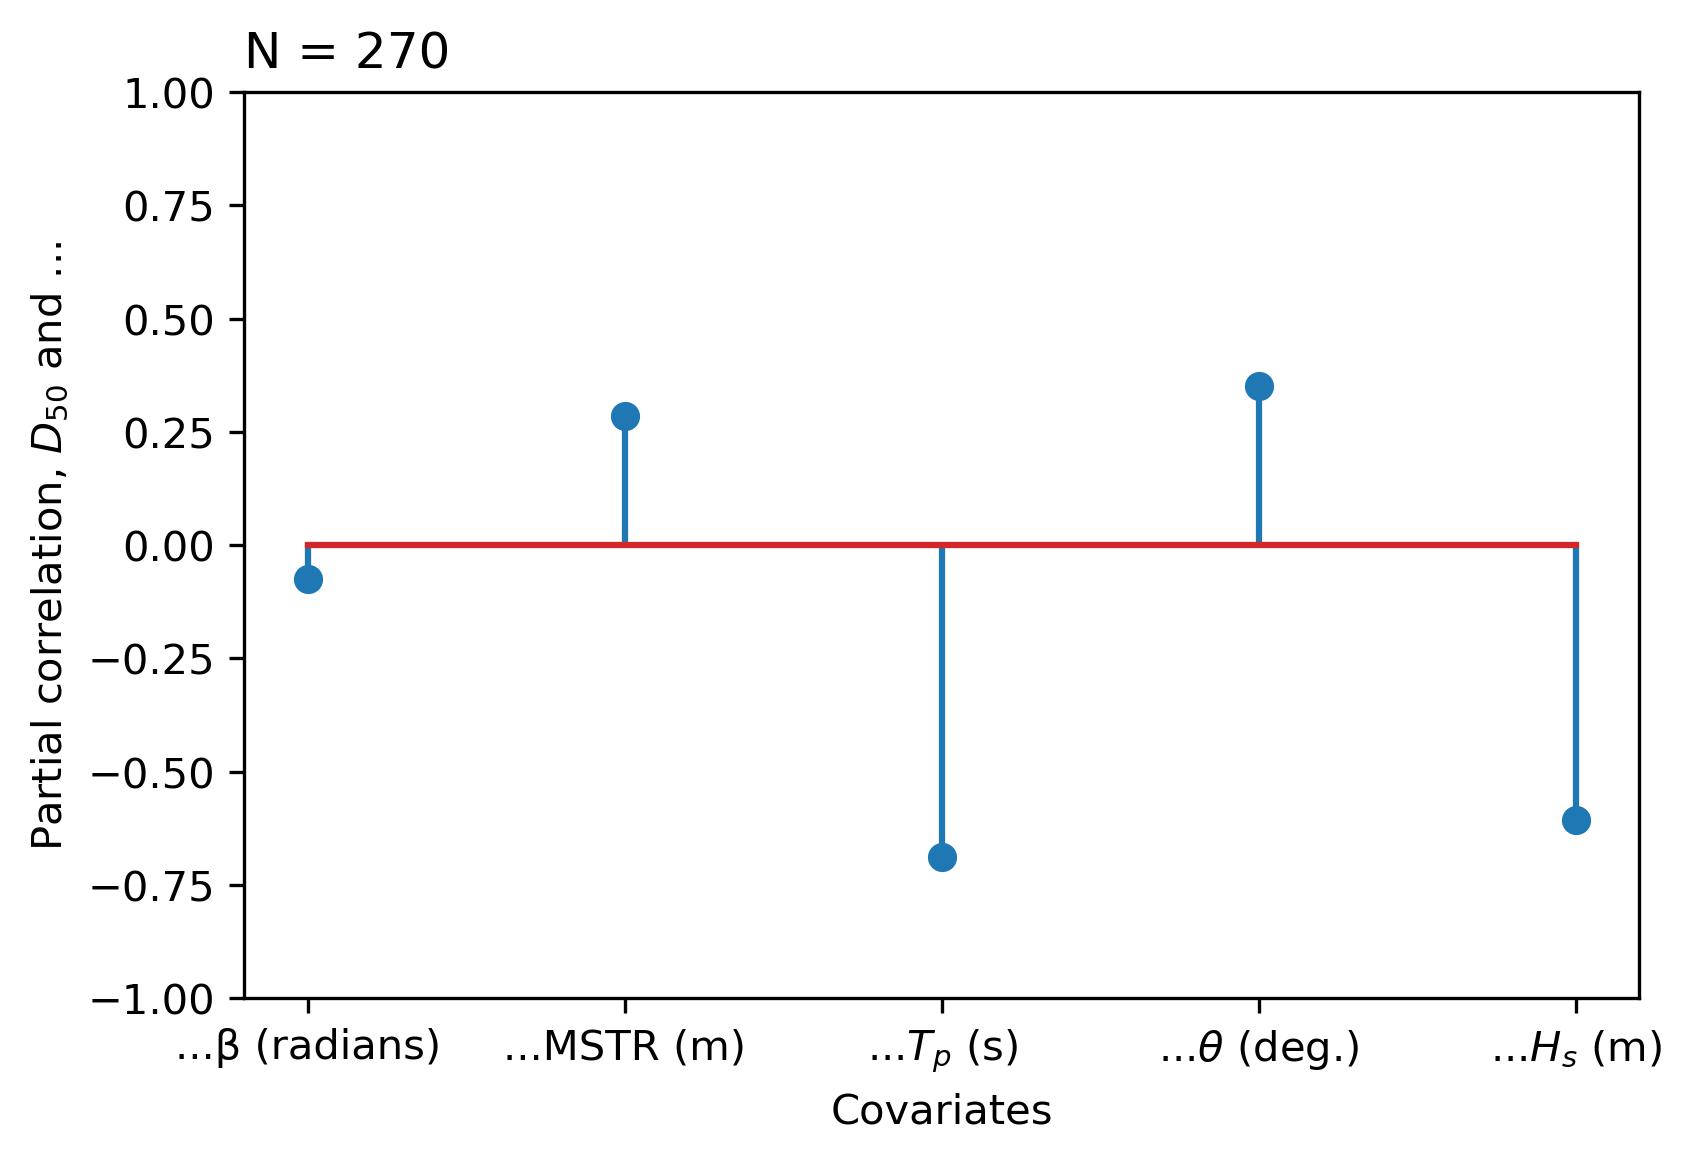 N = 270
1.00
0.75
0.50
0.25
0.00
−0.25
−0.50
−0.75
−1.00
Partial correlation, D50 and ...
...β (radians)
...MSTR (m)
...Tp (s)
...θ (deg.)
...Hs (m)
Covariates